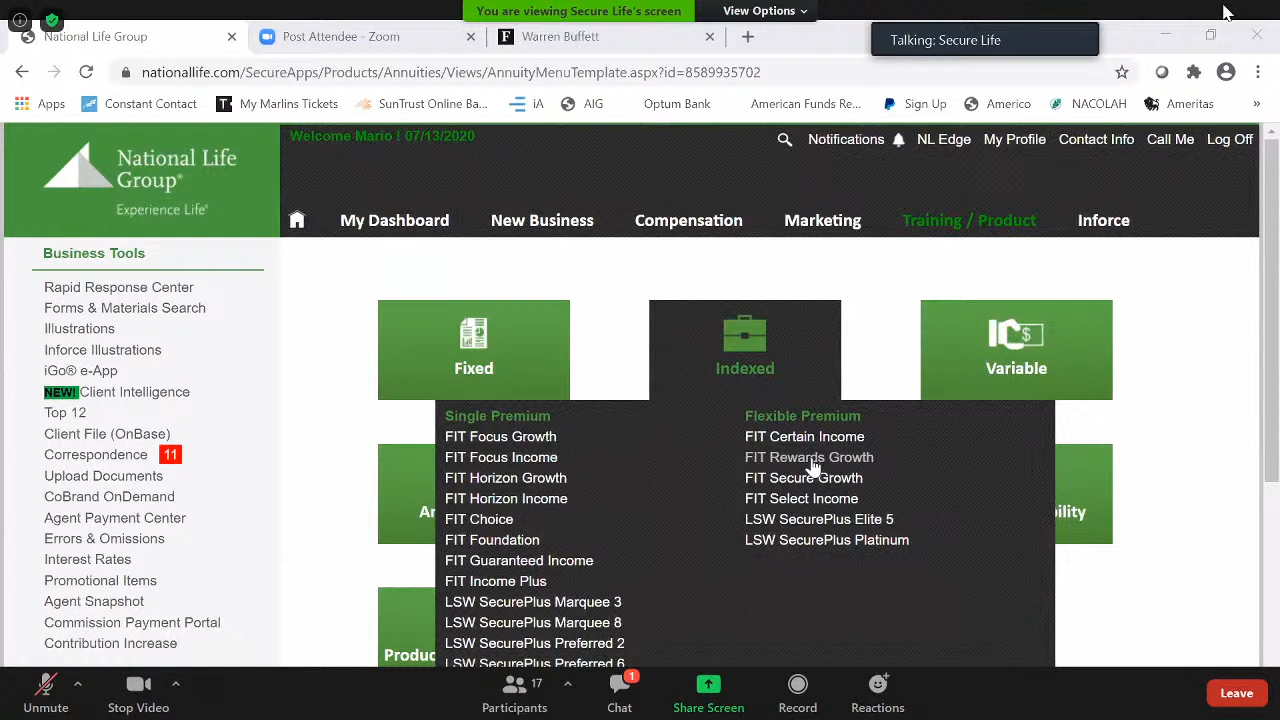 You are viewing Secure Life's screen
View Options
National Life Group
Post Attendee - Zoom
Warren Buffett
Talking: Secure Life
nationallife.com/SecureApps/Products/Annuities/Views/AnnuityMenuTemplate.aspx?id=8589935702
Apps
Constant Contact
My Martins Tickets
SunTrust Online Ba...
iA
AIG
Optum Bank
American Funds Re...
Sign Up
Americo
NACOLAH
Ameritas
»
National Life
Group®
Experience Life®
Welcome Mario ! 07/13/2020
Notifications
NL Edge
My Profile
Contact Info
Call Me
Log Off
My Dashboard
New Business
Compensation
Marketing
Training / Product
Inforce
Business Tools
Rapid Response Center
Forms & Materials Search
Illustrations
Inforce Illustrations
iGo® e-App
NEW! Client Intelligence
Top 12
Client File (OnBase)
Correspondence 11
Upload Documents
CoBrand OnDemand
Agent Payment Center
Errors & Omissions
Interest Rates
Promotional Items
Agent Snapshot
Commission Payment Portal
Contribution Increase
Fixed
Indexed
Variable
Single Premium
FIT Focus Growth
FIT Focus Income
FIT Horizon Growth
FIT Horizon Income
FIT Choice
FIT Foundation
FIT Guaranteed Income
FIT Income Plus
LSW SecurePlus Marquee 3
LSW SecurePlus Marquee 8
LSW SecurePlus Preferred 2
LSW SecurePlus Preferred 6
Flexible Premium
FIT Certain Income
FIT Rewards Growth
FIT Secure Growth
FIT Select Income
LSW SecurePlus Elite 5
LSW SecurePlus Platinum
Unmute
Stop Video
17
Participants
1
Chat
Share Screen
Record
Reactions
Leave